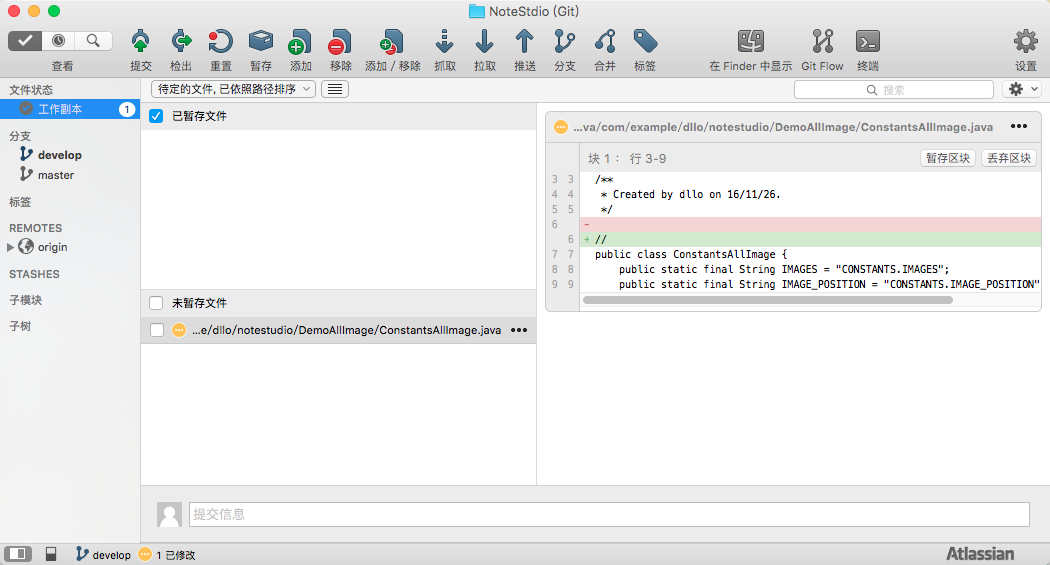 NoteStdio (Git)
查看 提交 检出 重置 暂存 添加 移除 添加 / 移除 抓取 拉取 推送 分支 合并 标签 在 Finder 中显示 Git Flow 终端 设置
文件状态
工作副本 1
分支
develop
master
标签
REMOTES
origin
STASHES
子模块
子树
待定的文件, 已依照路径排序
搜索
已暂存文件
未暂存文件
...e/dllo/notestudio/DemoAllImage/ConstantsAllImage.java
...va/com/example/dllo/notestudio/DemoAllImage/ConstantsAllImage.java
块 1： 行 3-9 暂存区块 丢弃区块
3 3 /**
4 4 * Created by dllo on 16/11/26.
5 5 */
6 -
6 + //
7 7 public class ConstantsAllImage {
8 8 public static final String IMAGES = "CONSTANTS.IMAGES";
9 9 public static final String IMAGE_POSITION = "CONSTANTS.IMAGE_POSITION"
提交信息
develop 1 已修改
Atlassian